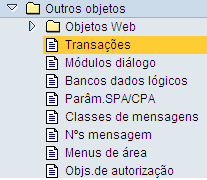 Outros objetos
Objetos Web
Transações
Módulos diálogo
Bancos dados lógicos
Parâm.SPA/CPA
Classes de mensagens
Nºs mensagem
Menus de área
Objs.de autorização